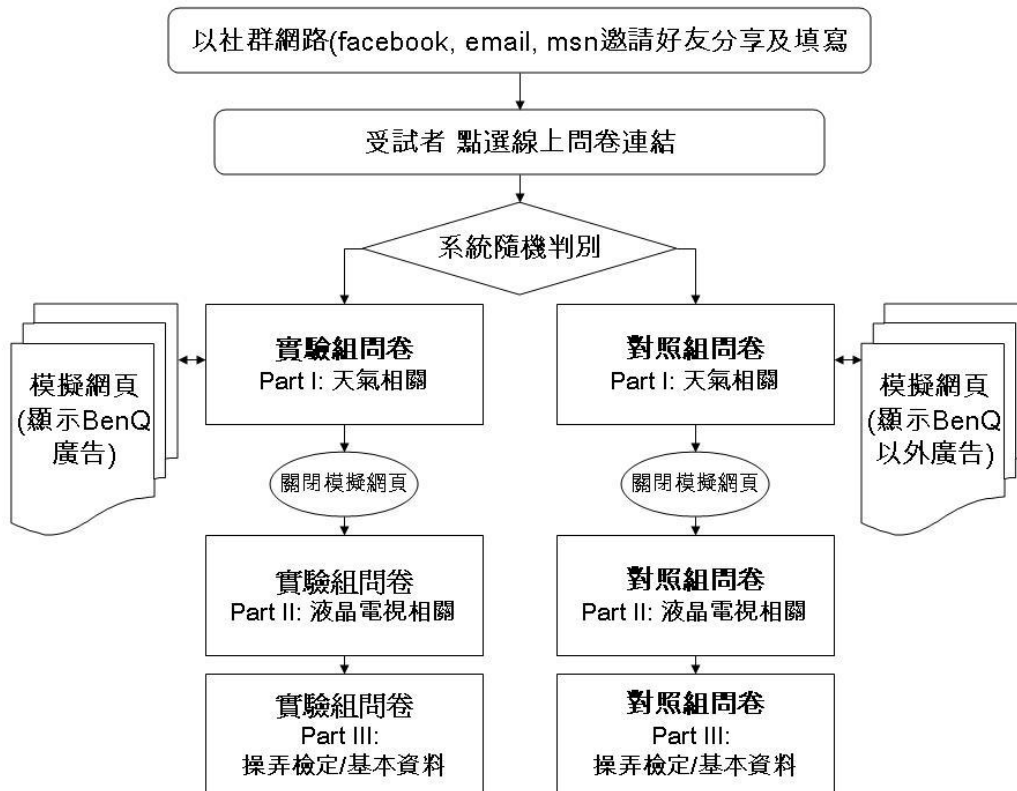 以社群網路(facebook, email, msn邀請好友分享及填寫
受試者 點選線上問卷連結
系統隨機判別
模擬網頁
(顯示BenQ
廣告)
實驗組問卷
Part I: 天氣相關
對照組問卷
Part I: 天氣相關
模擬網頁
(顯示BenQ
以外廣告)
關閉模擬網頁
關閉模擬網頁
實驗組問卷
Part II: 液晶電視相關
對照組問卷
Part II: 液晶電視相關
實驗組問卷
Part III:
操弄檢定/基本資料
對照組問卷
Part III:
操弄檢定/基本資料